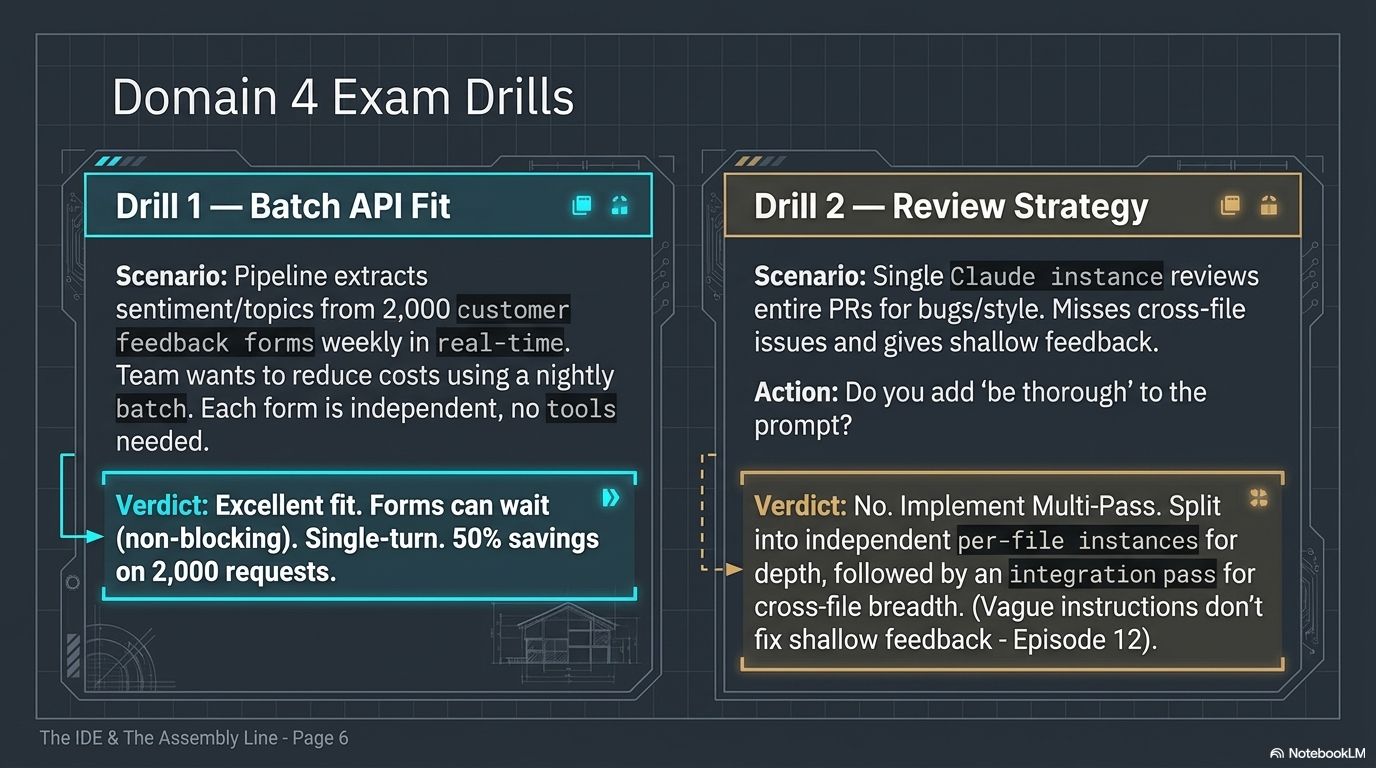 Domain 4 Exam Drills
Drill 1 — Batch API Fit
Scenario: Pipeline extracts
sentiment/topics from 2,000 customer
feedback forms weekly in real-time.
Team wants to reduce costs using a nightly
batch. Each form is independent, no tools
needed.
Verdict: Excellent fit. Forms can wait
(non-blocking). Single-turn. 50% savings
on 2,000 requests.
Drill 2 — Review Strategy
Scenario: Single Claude instance reviews
entire PRs for bugs/style. Misses cross-file
issues and gives shallow feedback.
Action: Do you add ‘be thorough’ to the
prompt?
Verdict: No. Implement Multi-Pass. Split
into independent per-file instances for
depth, followed by an integration pass for
cross-file breadth. (Vague instructions don’t
fix shallow feedback - Episode 12).
The IDE & The Assembly Line - Page 6
NotebookLM